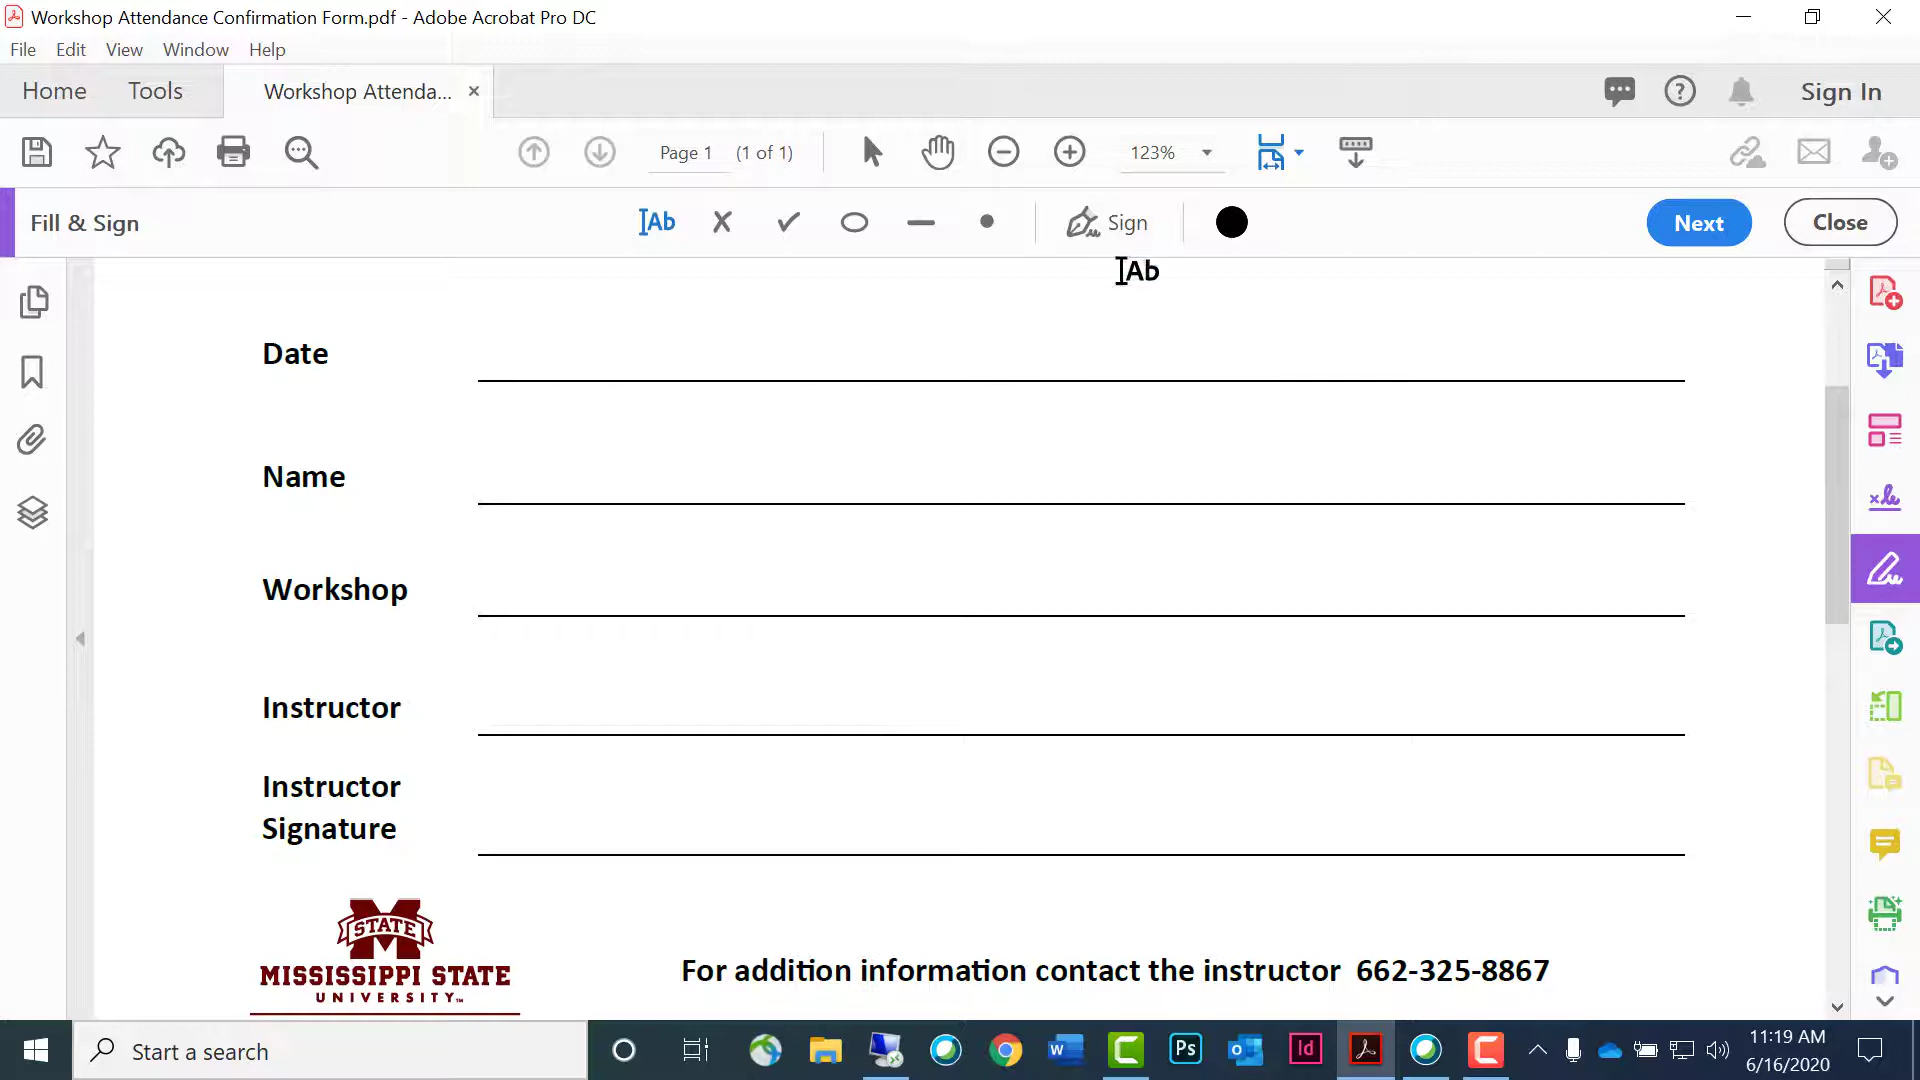 Workshop Attendance Confirmation Form.pdf - Adobe Acrobat Pro DC
File Edit View Window Help
Home Tools Workshop Attenda... Sign In
Page 1 (1 of 1) 123%
Fill & Sign Ab Sign Next Close
Ab
Date
Name
Workshop
Instructor
Instructor
Signature
STATE
MISSISSIPPI STATE
UNIVERSITY™
For addition information contact the instructor 662-325-8867
Start a search
11:19 AM
6/16/2020